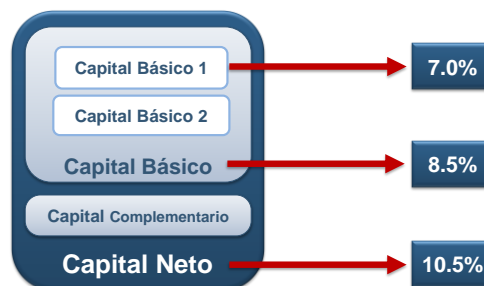 Capital Básico 1
7.0%
Capital Básico 2
Capital Básico
8.5%
Capital Complementario
Capital Neto
10.5%